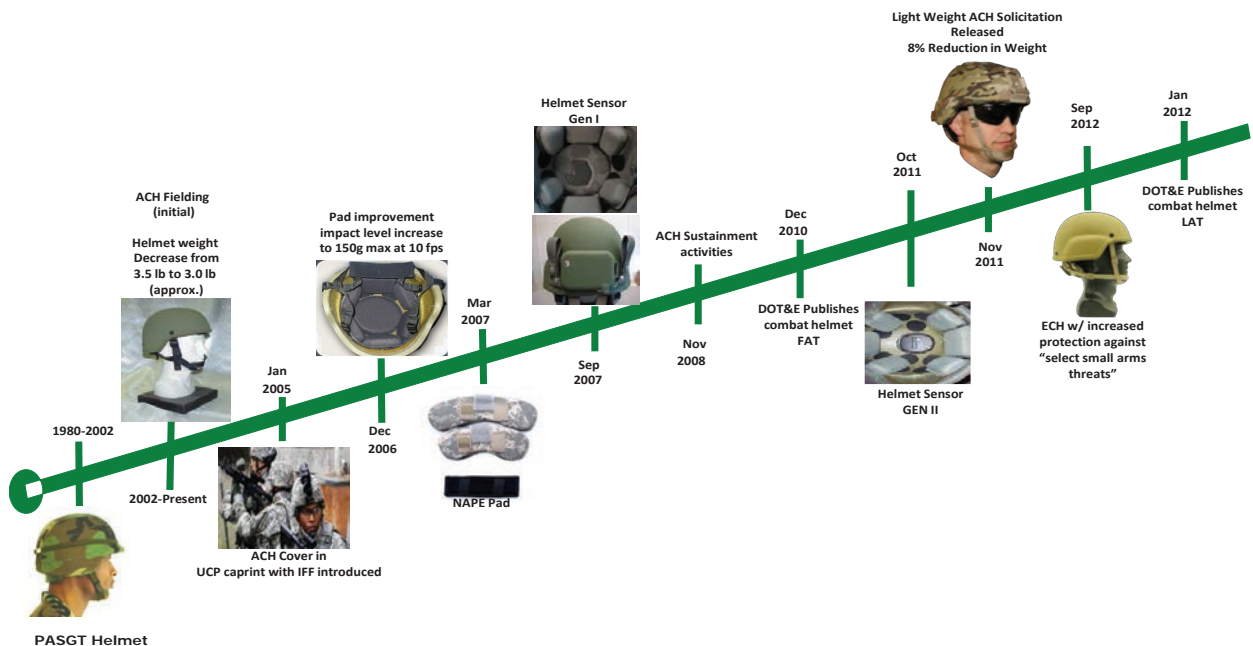 1980-2002
PASGT Helmet
ACH Fielding
(initial)
Helmet weight
Decrease from
3.5 lb to 3.0 lb
(approx.)
2002-Present
Jan
2005
ACH Cover in
UCP caprint with IFF introduced
Pad improvement
impact level increase
to 150g max at 10 fps
Dec
2006
Mar
2007
NAPE Pad
Helmet Sensor
Gen I
Sep
2007
ACH Sustainment
activities
Nov
2008
Dec
2010
DOT&E Publishes
combat helmet
FAT
Oct
2011
Helmet Sensor
GEN II
Light Weight ACH Solicitation
Released
8% Reduction in Weight
Nov
2011
Sep
2012
ECH w/ increased
protection against
“select small arms
threats”
Jan
2012
DOT&E Publishes
combat helmet
LAT